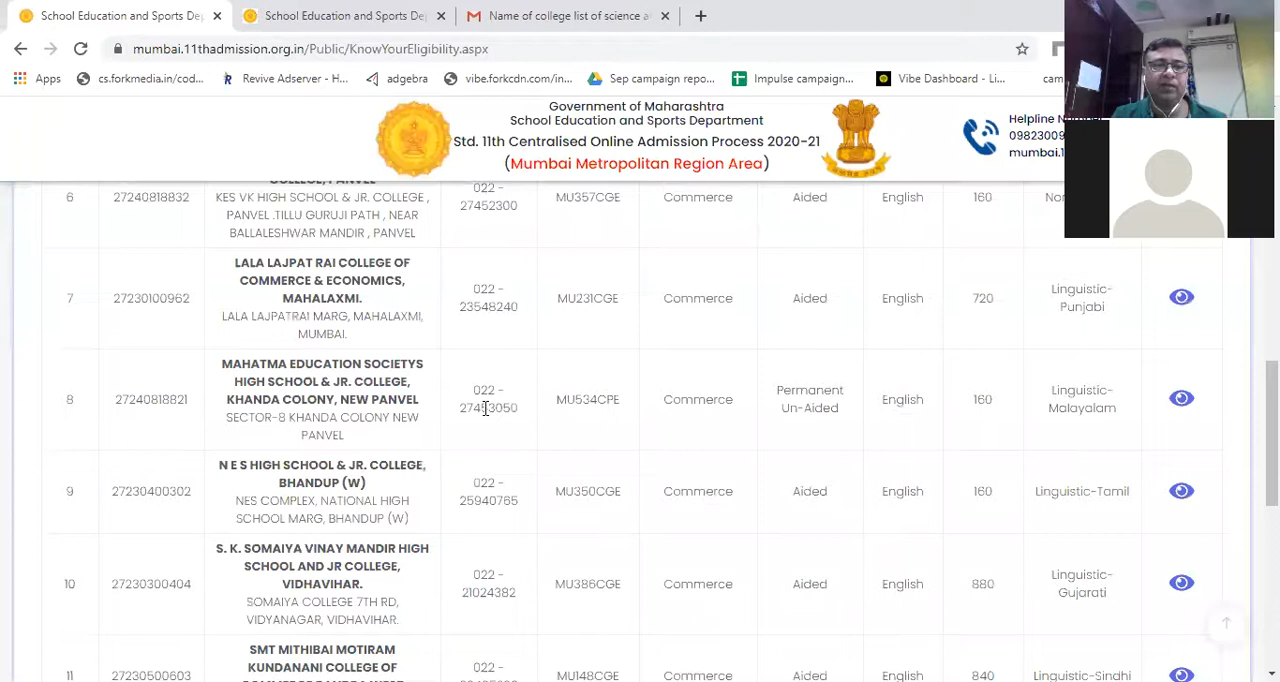 School Education and Sports De
School Education and Sports De
Name of college list of science a
mumbai.11thadmission.org.in/Public/KnowYourEligibility.aspx
Apps
cs.forkmedia.in/cod...
Revive Adserver - H...
adgebra
vibe.forkcdn.com/in...
Sep campaign repo...
Impulse campaign...
Vibe Dashboard - Li...
cam
Government of Maharashtra
School Education and Sports Department
Std. 11th Centralised Online Admission Process 2020-21
(Mumbai Metropolitan Region Area)
Helpline Number
09823009
mumbai.1
COLLEGE, PANVEL
6
27240818832
KES VK HIGH SCHOOL & JR. COLLEGE ,
PANVEL .TILLU GURUJI PATH , NEAR
BALLALESHWAR MANDIR , PANVEL
022 -
27452300
MU357CGE
Commerce
Aided
English
160
7
27230100962
LALA LAJPAT RAI COLLEGE OF
COMMERCE & ECONOMICS,
MAHALAXMI.
LALA LAJPATRAI MARG, MAHALAXMI,
MUMBAI.
022 -
23548240
MU231CGE
Commerce
Aided
English
720
Linguistic-
Punjabi
8
27240818821
MAHATMA EDUCATION SOCIETYS
HIGH SCHOOL & JR. COLLEGE,
KHANDA COLONY, NEW PANVEL
SECTOR-8 KHANDA COLONY NEW
PANVEL
022 -
MU534CPE
Commerce
Permanent
Un-Aided
English
160
Linguistic-
Malayalam
9
27230400302
N E S HIGH SCHOOL & JR. COLLEGE,
BHANDUP (W)
NES COMPLEX, NATIONAL HIGH
SCHOOL MARG, BHANDUP (W)
022 -
25940765
MU350CGE
Commerce
Aided
English
160
Linguistic-Tamil
10
27230300404
S. K. SOMAIYA VINAY MANDIR HIGH
SCHOOL AND JR COLLEGE,
VIDHAVIHAR.
SOMAIYA COLLEGE 7TH RD,
VIDYANAGAR, VIDHAVIHAR.
022 -
21024382
MU386CGE
Commerce
Aided
English
880
Linguistic-
Gujarati
11
27230500603
SMT MITHIBAI MOTIRAM
KUNDANANI COLLEGE OF
022 -
MU148CGE
Commerce
Aided
English
840
Linguistic-Sindhi